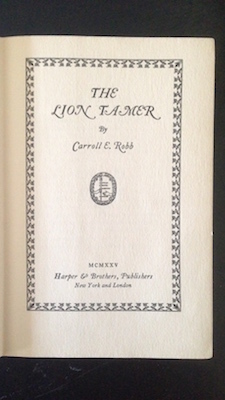 THE
LION TAMER
By
Carroll E. Robb
MCMXXV
Harper & Brothers, Publishers
New York and London